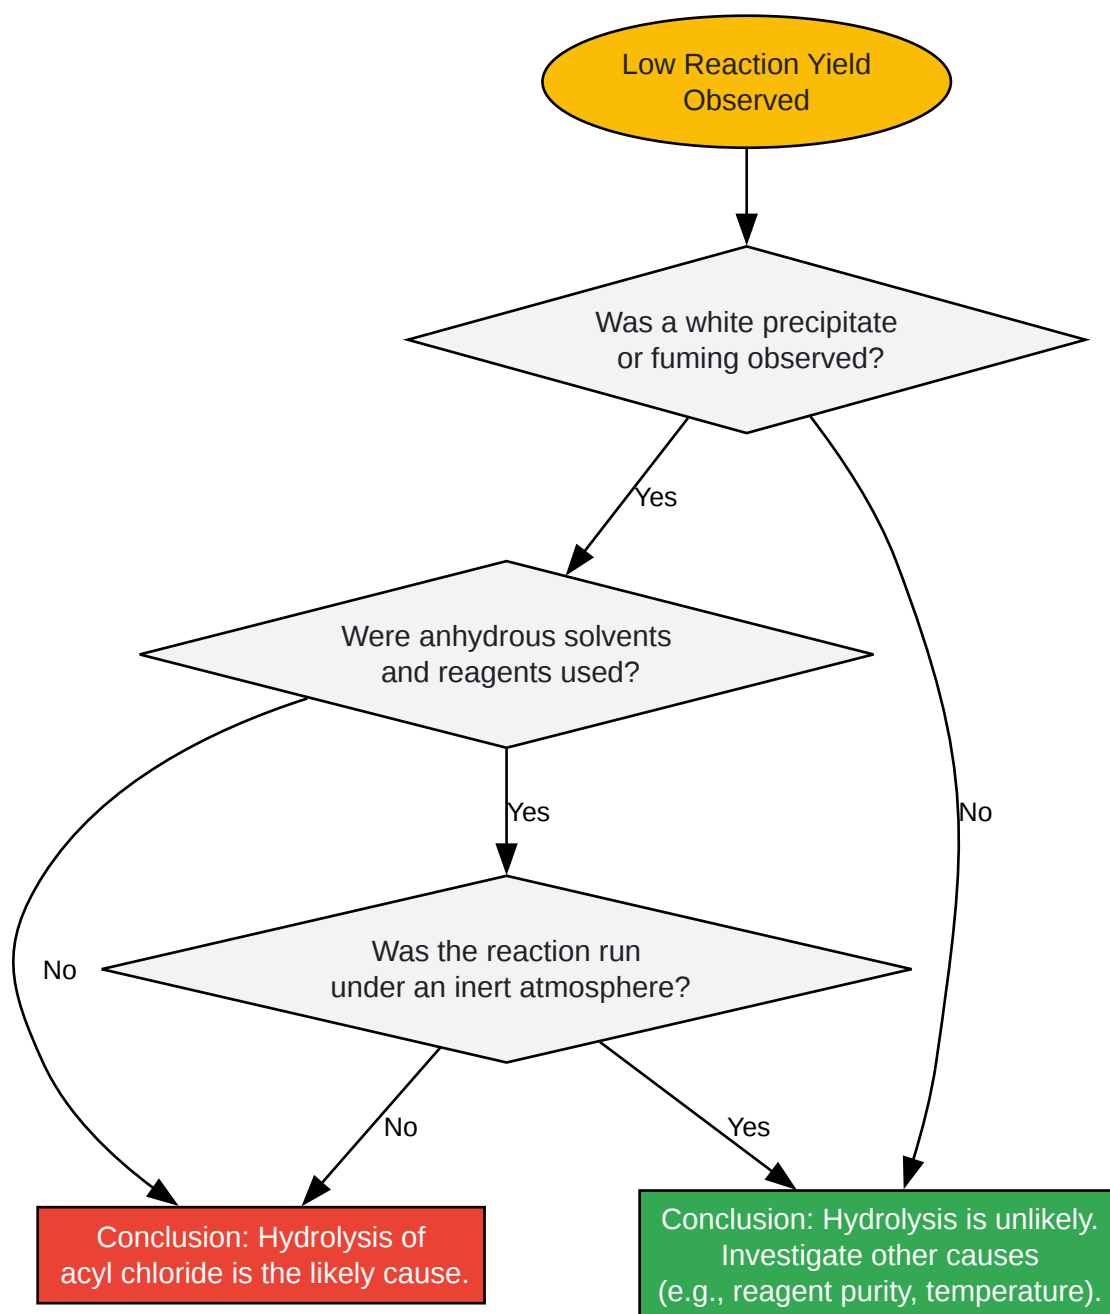 Low Reaction Yield
Observed
Was a white precipitate
or fuming observed?
Yes
Were anhydrous solvents
and reagents used?
Yes
No
Was the reaction run
under an inert atmosphere?
No
No
Yes
Conclusion: Hydrolysis of
acyl chloride is the likely cause.
Conclusion: Hydrolysis is unlikely.
Investigate other causes
(e.g., reagent purity, temperature).